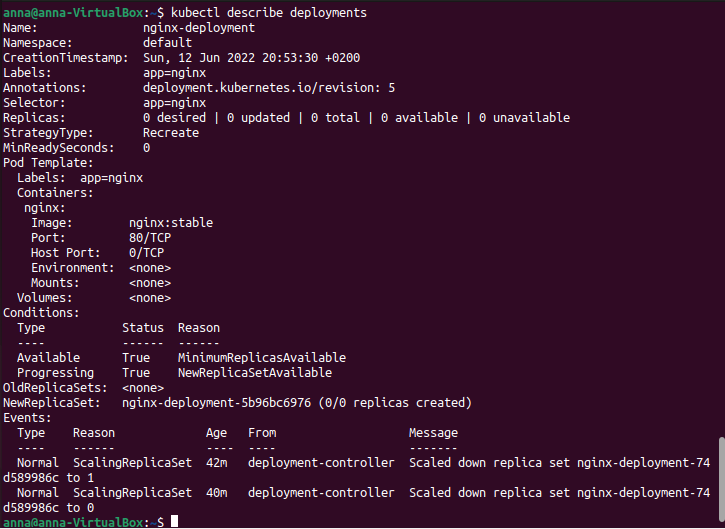 anna@anna-VirtualBox:~$ kubectl describe deployments
Name:                   nginx-deployment
Namespace:              default
CreationTimestamp:  Sun, 12 Jun 2022 20:53:30 +0200
Labels:                 app=nginx
Annotations:            deployment.kubernetes.io/revision: 5
Selector:               app=nginx
Replicas:               0 desired | 0 updated | 0 total | 0 available | 0 unavailable
StrategyType:           Recreate
MinReadySeconds:    0
Pod Template:
  Labels:  app=nginx
  Containers:
   nginx:
    Image:        nginx:stable
    Port:         80/TCP
    Host Port:    0/TCP
    Environment:  <none>
    Mounts:       <none>
  Volumes:        <none>
Conditions:
  Type           Status  Reason
  ----           ------  ------
  Available      True    MinimumReplicasAvailable
  Progressing    True    NewReplicaSetAvailable
OldReplicaSets:  <none>
NewReplicaSet:   nginx-deployment-5b96bc6976 (0/0 replicas created)
Events:
  Type    Reason             Age   From                   Message
  ----    ------             ----  ----                   -------
  Normal  ScalingReplicaSet  42m   deployment-controller  Scaled down replica set nginx-deployment-74
d589986c to 1
  Normal  ScalingReplicaSet  40m   deployment-controller  Scaled down replica set nginx-deployment-74
d589986c to 0
anna@anna-VirtualBox:~$